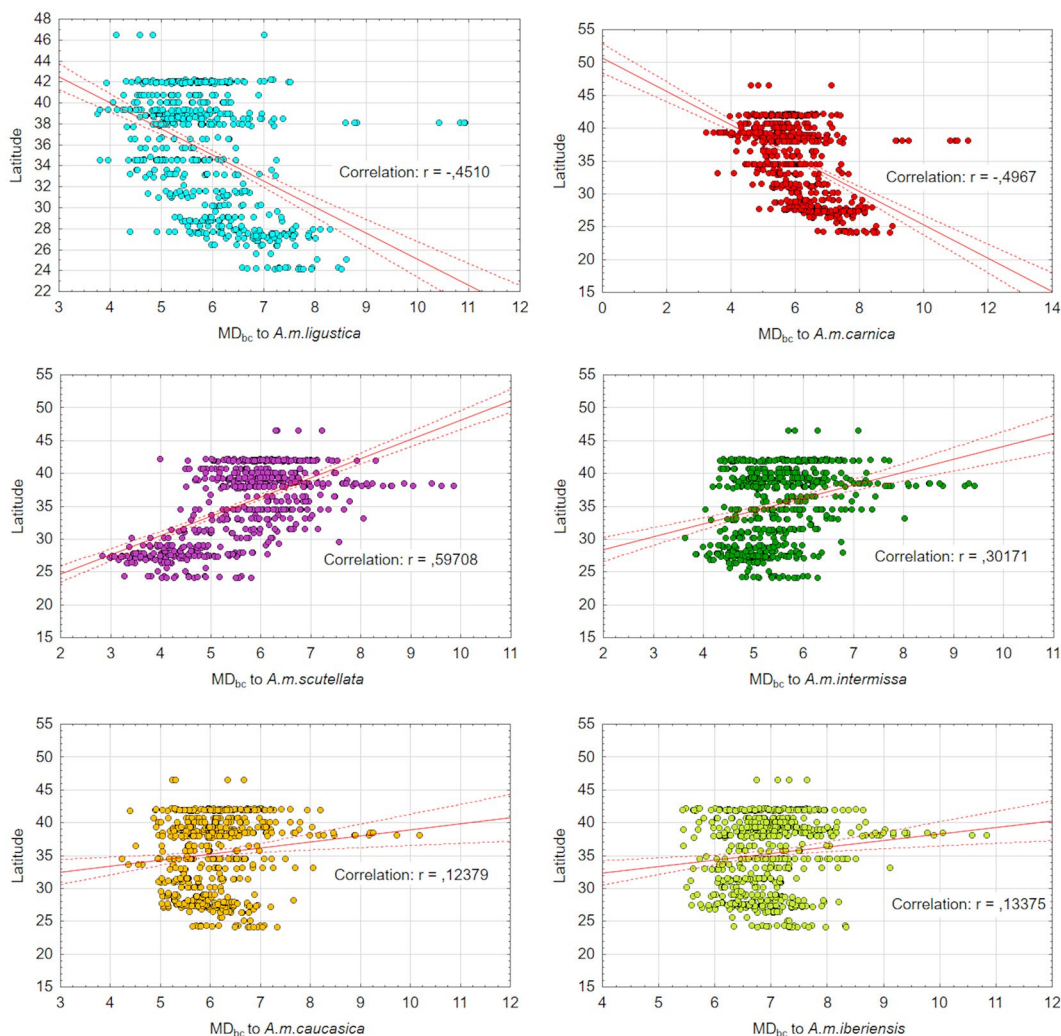 48
46
44
42
40
38
36
34
32
30
28
26
24
22
Latitude
Correlation: r = -,4510
3 4 5 6 7 8 9 10 11 12
MDbc to A.m.ligustica
55
50
45
40
35
30
25
20
15
Latitude
Correlation: r = -,4967
0 2 4 6 8 10 12 14
MDbc to A.m.carnica
55
50
45
40
35
30
25
20
15
Latitude
Correlation: r = ,59708
2 3 4 5 6 7 8 9 10 11
MDbc to A.m.scutellata
55
50
45
40
35
30
25
20
15
Latitude
Correlation: r = ,30171
2 3 4 5 6 7 8 9 10 11
MDbc to A.m.intermissa
55
50
45
40
35
30
25
20
15
Latitude
Correlation: r = ,12379
3 4 5 6 7 8 9 10 11 12
MDbc to A.m.caucasica
55
50
45
40
35
30
25
20
15
Latitude
Correlation: r = ,13375
4 5 6 7 8 9 10 11 12
MDbc to A.m.iberiensis